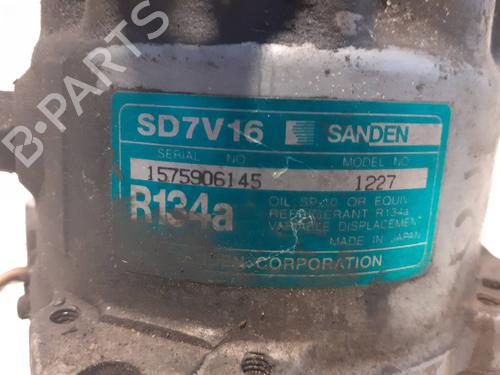 SD7V16 SANDEN
SERIAL NO. MODEL NO.
1575906145 1227
R134a
OIL SP-10 OR EQUIV.
REFRIGERANT R134a
VARIABLE DISPLACEMENT
MADE IN JAPAN
CORPORATION
B-PARTS